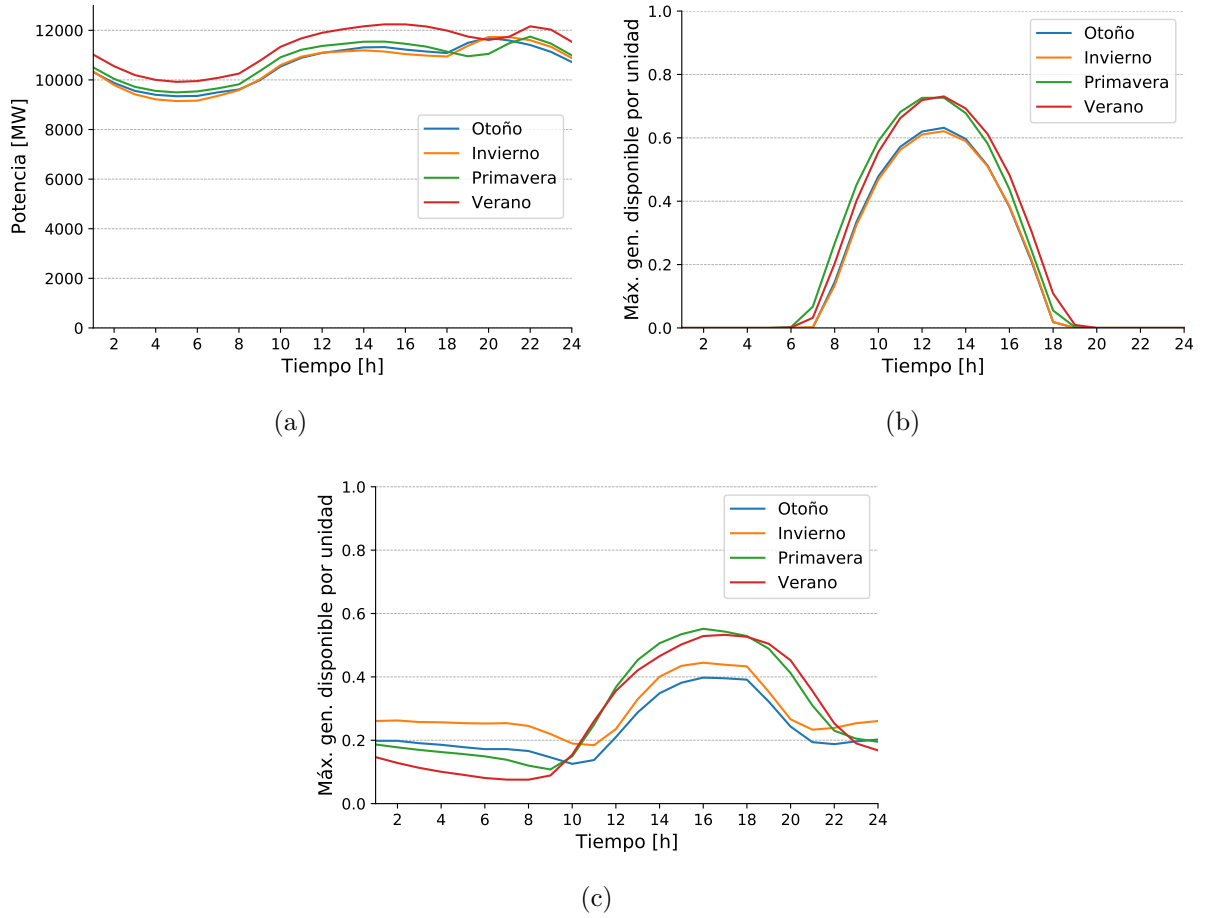 12000
10000
8000
6000
4000
2000
0
Potencia [MW]
2 4 6 8 10 12 14 16 18 20 22 24
Tiempo [h]
Otoño
Invierno
Primavera
Verano
(a)
1.0
0.8
0.6
0.4
0.2
0.0
Máx. gen. disponible por unidad
2 4 6 8 10 12 14 16 18 20 22 24
Tiempo [h]
Otoño
Invierno
Primavera
Verano
(b)
1.0
0.8
0.6
0.4
0.2
0.0
Máx. gen. disponible por unidad
2 4 6 8 10 12 14 16 18 20 22 24
Tiempo [h]
Otoño
Invierno
Primavera
Verano
(c)